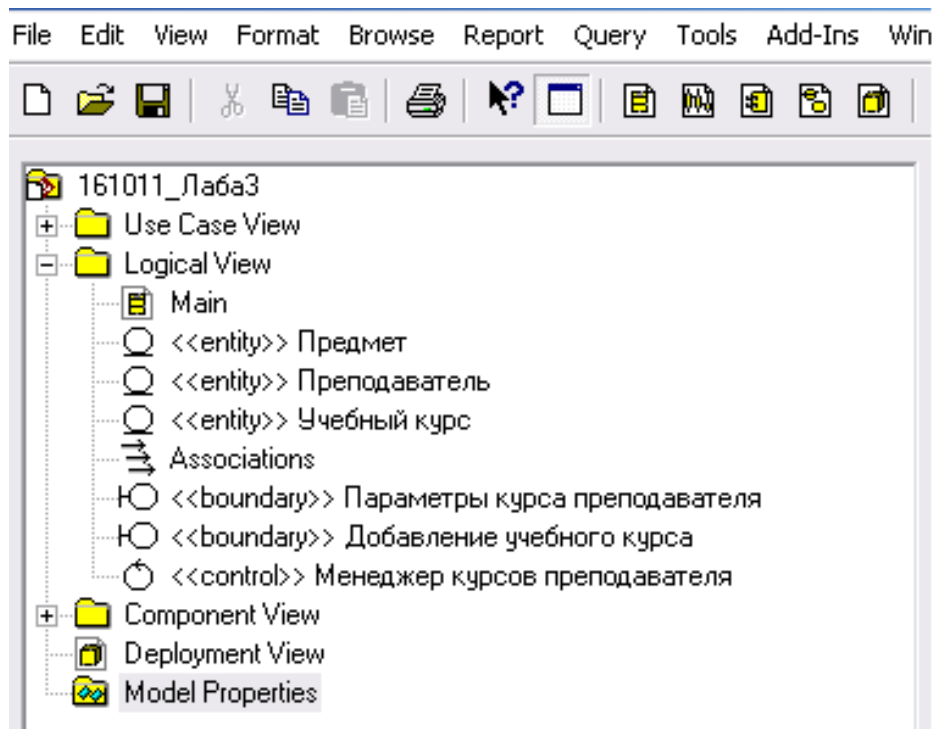 File Edit View Format Browse Report Query Tools Add-Ins Win
161011_Лаба3
Use Case View
Logical View
Main
<<entity>> Предмет
<<entity>> Преподаватель
<<entity>> Учебный курс
Associations
<<boundary>> Параметры курса преподавателя
<<boundary>> Добавление учебного курса
<<control>> Менеджер курсов преподавателя
Component View
Deployment View
Model Properties